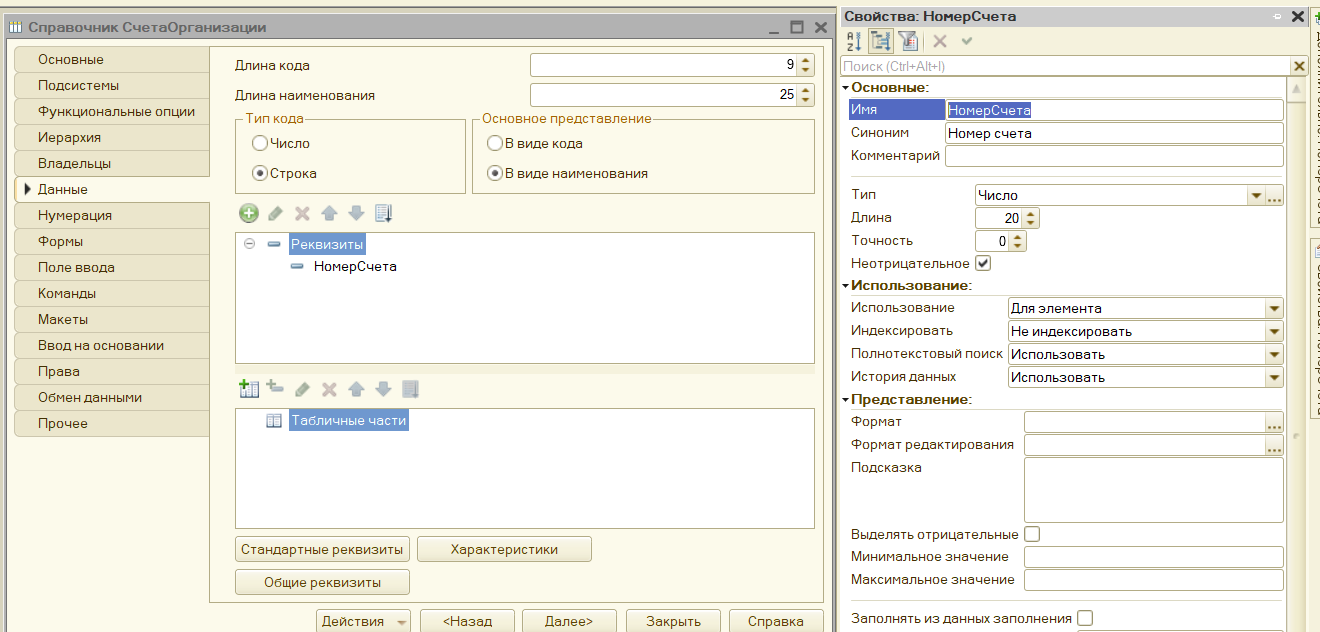 Справочник СчетаОрганизации
Основные
Подсистемы
Функциональные опции
Иерархия
Владельцы
Данные
Нумерация
Формы
Поле ввода
Команды
Макеты
Ввод на основании
Права
Обмен данными
Прочее
Длина кода 9
Длина наименования 25
Тип кода
Число
Строка
Основное представление
В виде кода
В виде наименования
Реквизиты
НомерСчета
Табличные части
Стандартные реквизиты
Характеристики
Общие реквизиты
Действия
<Назад
Далее>
Закрыть
Справка
Свойства: НомерСчета
Поиск (Ctrl+Alt+I)
Основные:
Имя НомерСчета
Синоним Номер счета
Комментарий
Тип Число
Длина 20
Точность 0
Неотрицательное
Использование:
Использование Для элемента
Индексировать Не индексировать
Полнотекстовый поиск Использовать
История данных Использовать
Представление:
Формат
Формат редактирования
Подсказка
Выделять отрицательные
Минимальное значение
Максимальное значение
Заполнять из данных заполнения